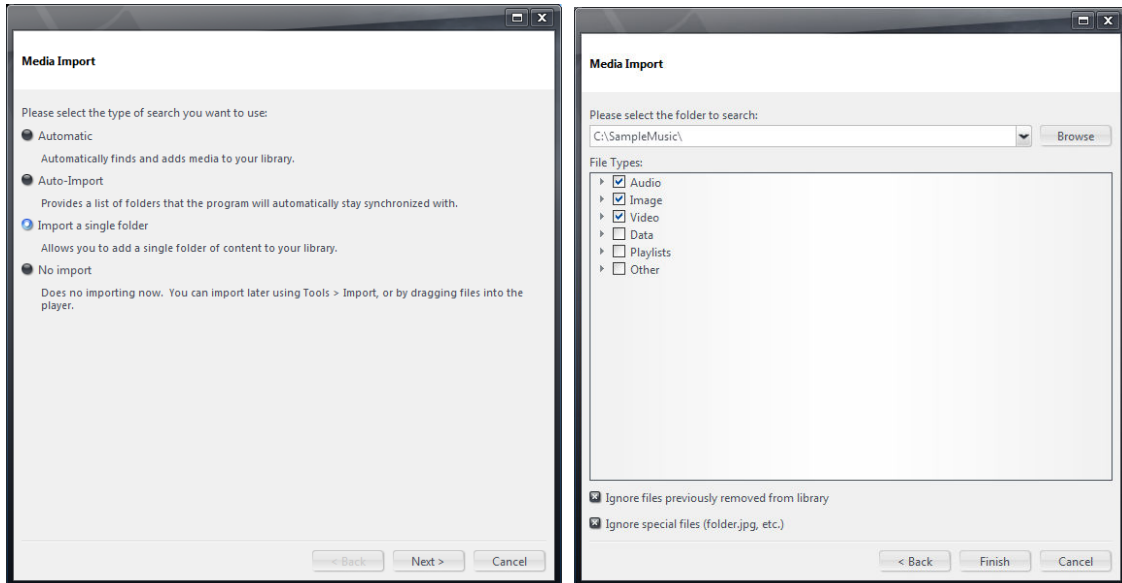 Media Import
Please select the type of search you want to use:
Automatic
Automatically finds and adds media to your library.
Auto-Import
Provides a list of folders that the program will automatically stay synchronized with.
Import a single folder
Allows you to add a single folder of content to your library.
No import
Does no importing now.  You can import later using Tools > Import, or by dragging files into the
player.
< Back
Next >
Cancel
Media Import
Please select the folder to search:
C:\SampleMusic\
Browse
File Types:
Audio
Image
Video
Data
Playlists
Other
Ignore files previously removed from library
Ignore special files (folder.jpg, etc.)
< Back
Finish
Cancel